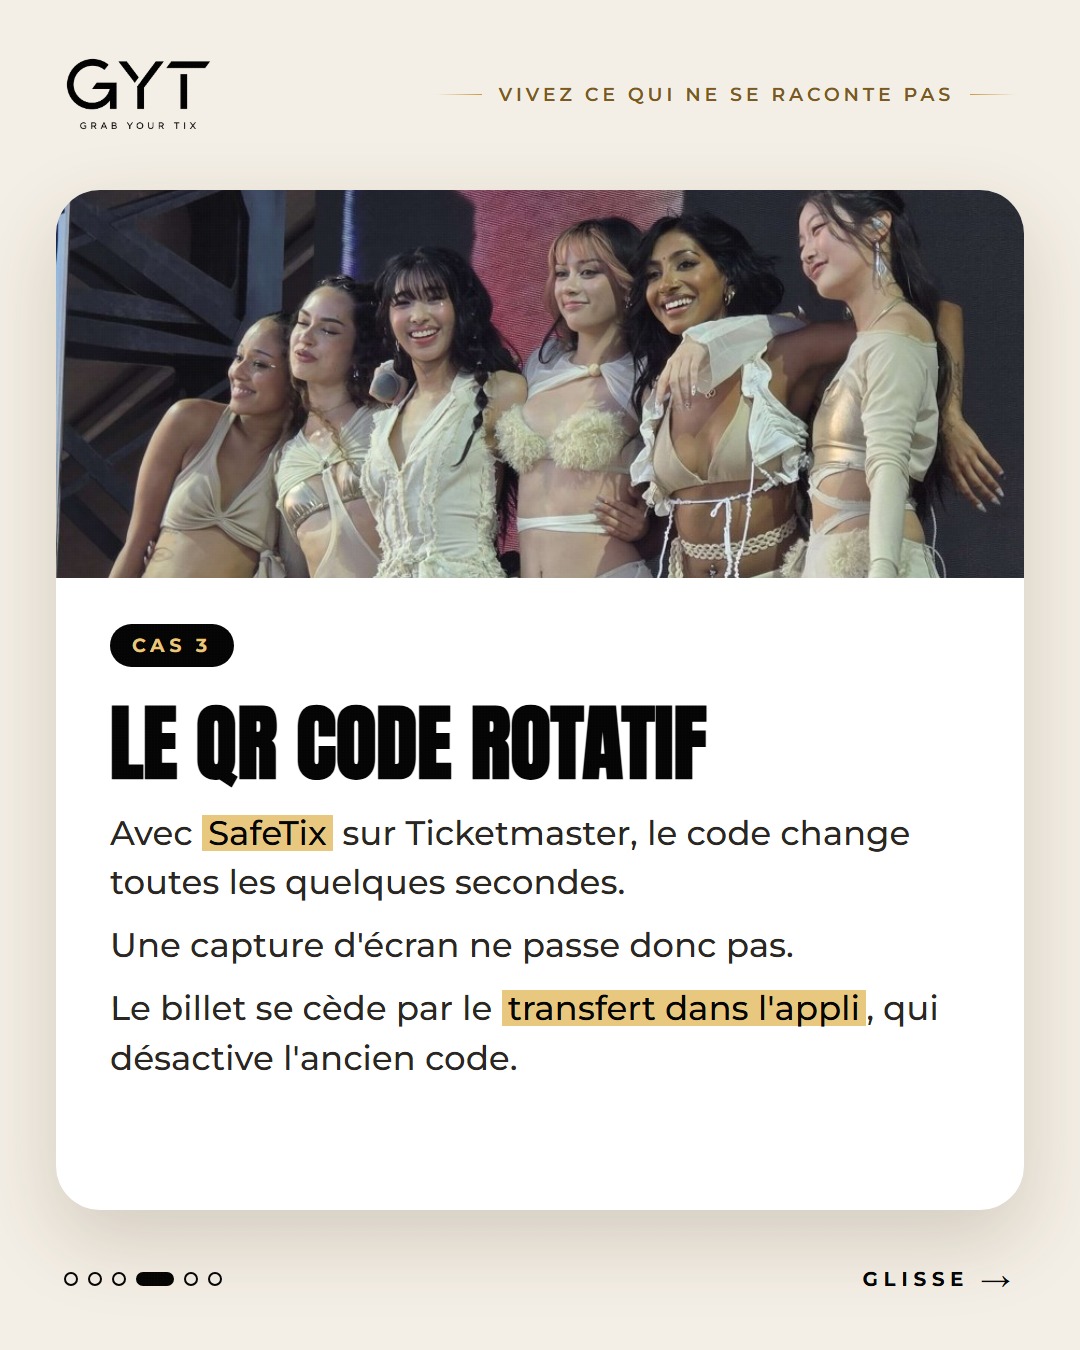 GYT
GRAB YOUR TIX
VIVEZ CE QUI NE SE RACONTE PAS
CAS 3
LE QR CODE ROTATIF
Avec SafeTix sur Ticketmaster, le code change
toutes les quelques secondes.
Une capture d'écran ne passe donc pas.
Le billet se cède par le transfert dans l'appli, qui
désactive l'ancien code.
GLISSE →